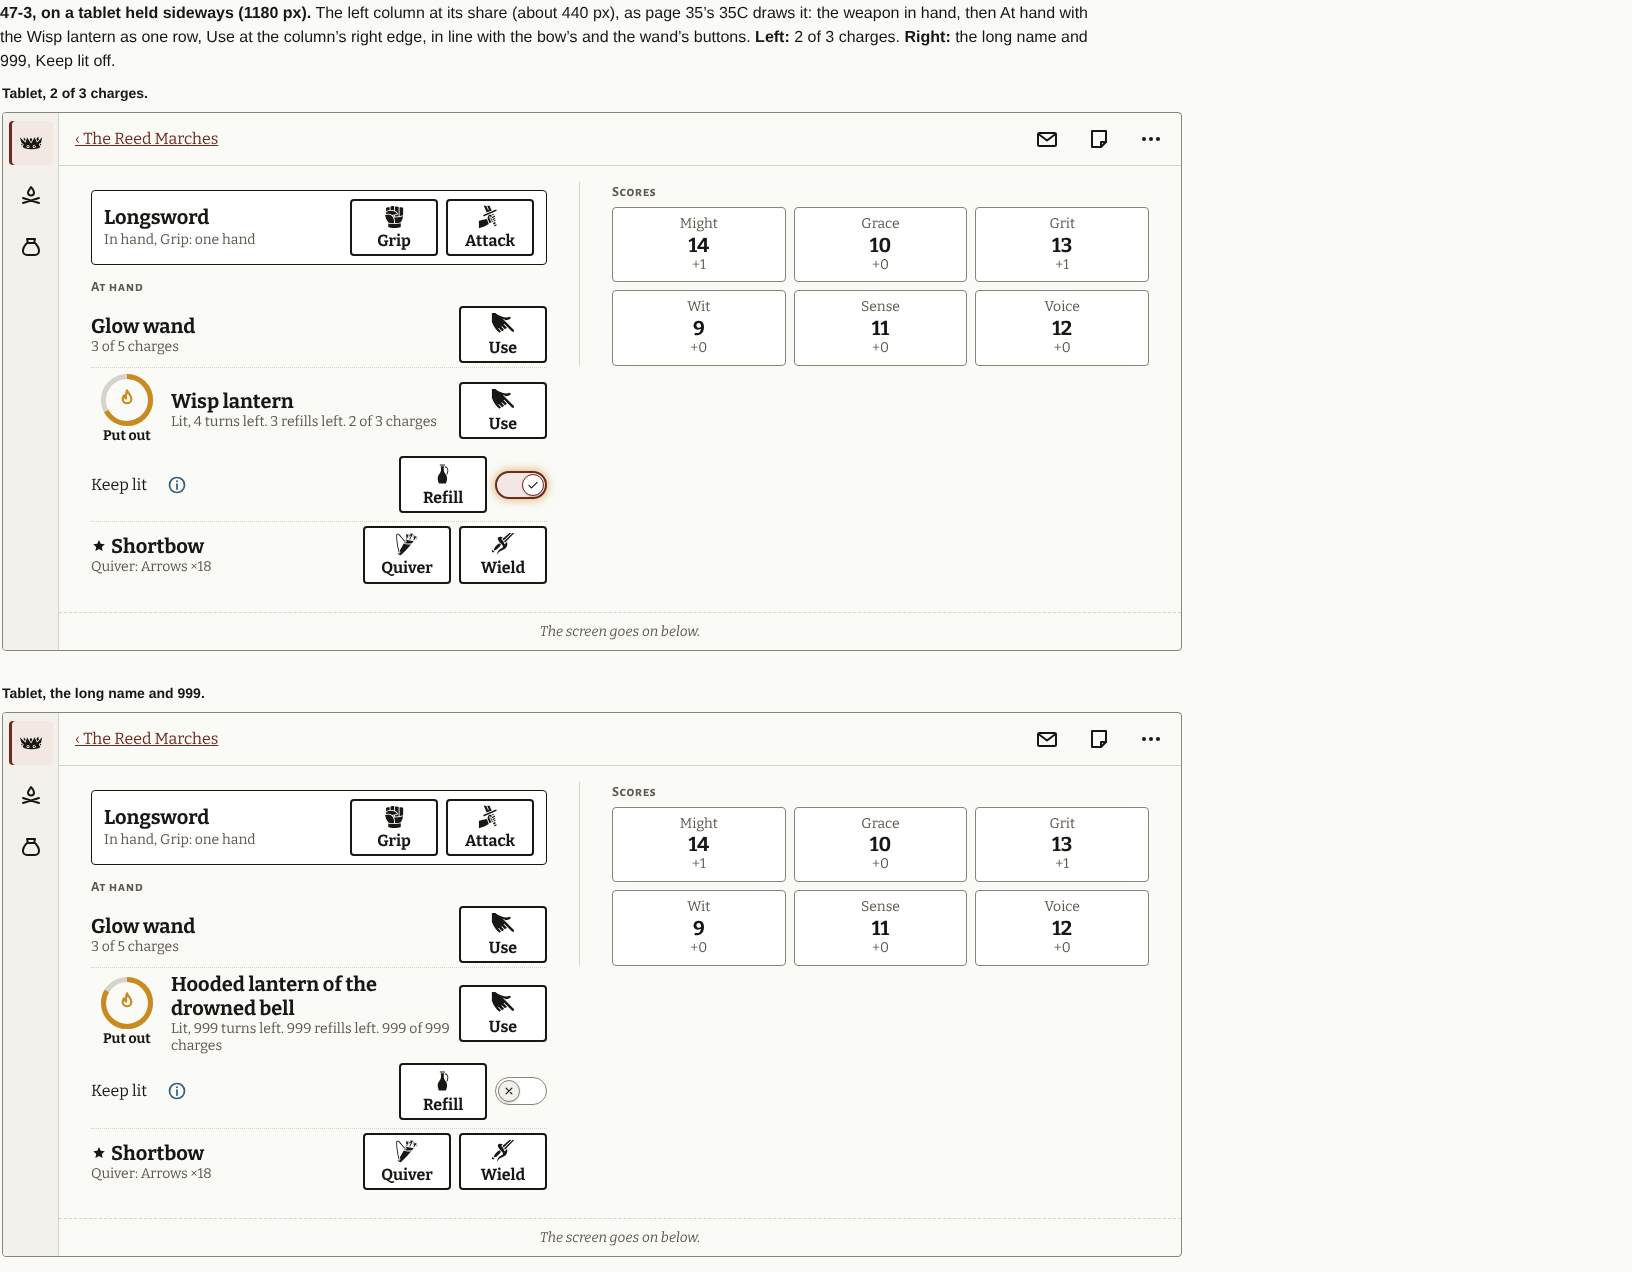 47-3, on a tablet held sideways (1180 px). The left column at its share (about 440 px), as page 35’s 35C draws it: the weapon in hand, then At hand with
the Wisp lantern as one row, Use at the column’s right edge, in line with the bow’s and the wand’s buttons. Left: 2 of 3 charges. Right: the long name and
999, Keep lit off.
Tablet, 2 of 3 charges.
‹ The Reed Marches
Longsword
In hand, Grip: one hand
Grip
Attack
At hand
Glow wand
3 of 5 charges
Use
Put out
Wisp lantern
Lit, 4 turns left. 3 refills left. 2 of 3 charges
Use
Keep lit
Refill
Shortbow
Quiver: Arrows ×18
Quiver
Wield
Scores
Might
14
+1
Grace
10
+0
Grit
13
+1
Wit
9
+0
Sense
11
+0
Voice
12
+0
The screen goes on below.
Tablet, the long name and 999.
‹ The Reed Marches
Longsword
In hand, Grip: one hand
Grip
Attack
At hand
Glow wand
3 of 5 charges
Use
Put out
Hooded lantern of the
drowned bell
Lit, 999 turns left. 999 refills left. 999 of 999
charges
Use
Keep lit
Refill
Shortbow
Quiver: Arrows ×18
Quiver
Wield
Scores
Might
14
+1
Grace
10
+0
Grit
13
+1
Wit
9
+0
Sense
11
+0
Voice
12
+0
The screen goes on below.